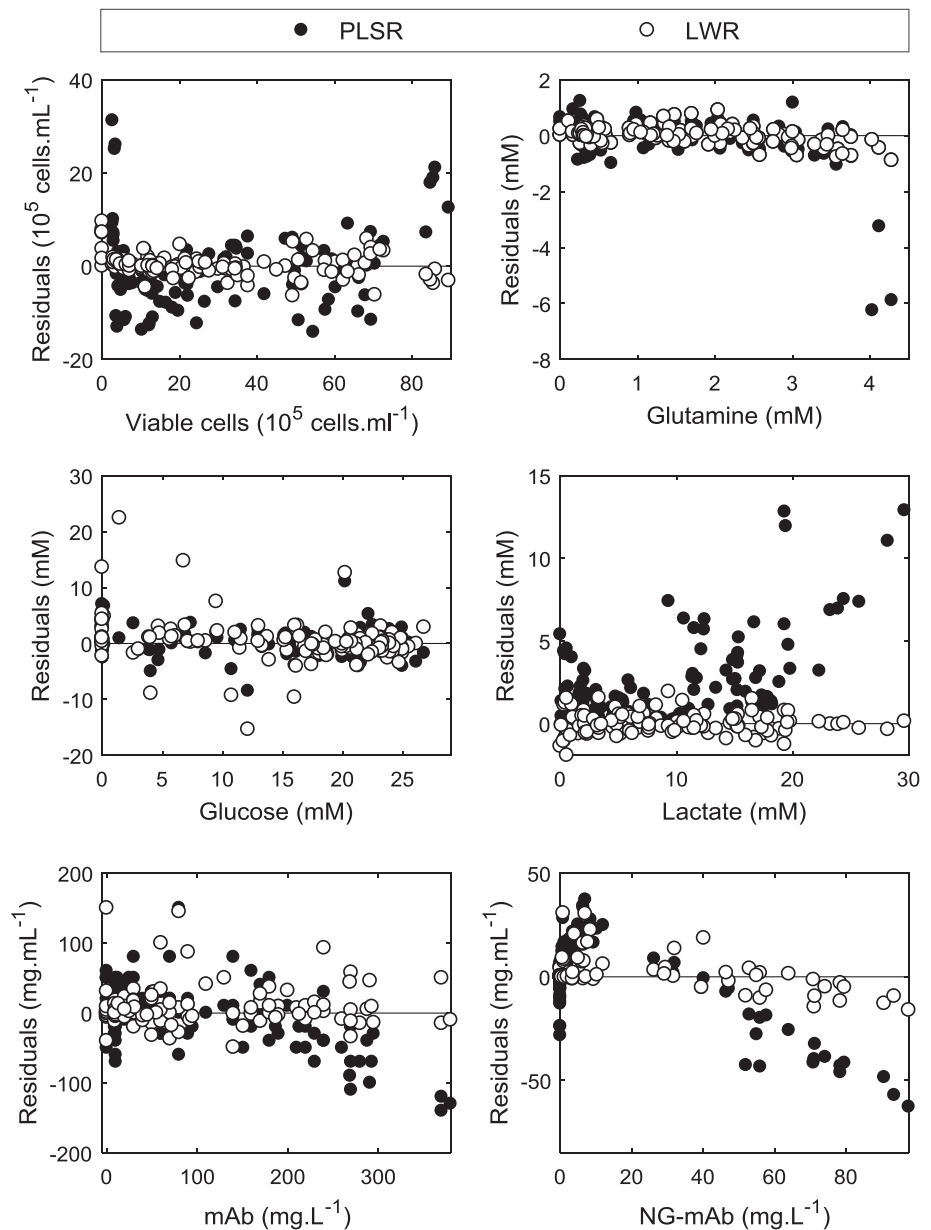 PLSR LWR
Residuals (10⁵ cells.mL⁻¹)
40
20
0
-20
0 20 40 60 80
Viable cells (10⁵ cells.ml⁻¹)
Residuals (mM)
2
0
-2
-4
-6
-8
0 1 2 3 4
Glutamine (mM)
Residuals (mM)
30
20
10
0
-10
-20
0 5 10 15 20 25
Glucose (mM)
Residuals (mM)
15
10
5
0
0 10 20 30
Lactate (mM)
Residuals (mg.mL⁻¹)
200
100
0
-100
-200
0 100 200 300
mAb (mg.L⁻¹)
Residuals (mg.mL⁻¹)
50
0
-50
0 20 40 60 80
NG-mAb (mg.L⁻¹)